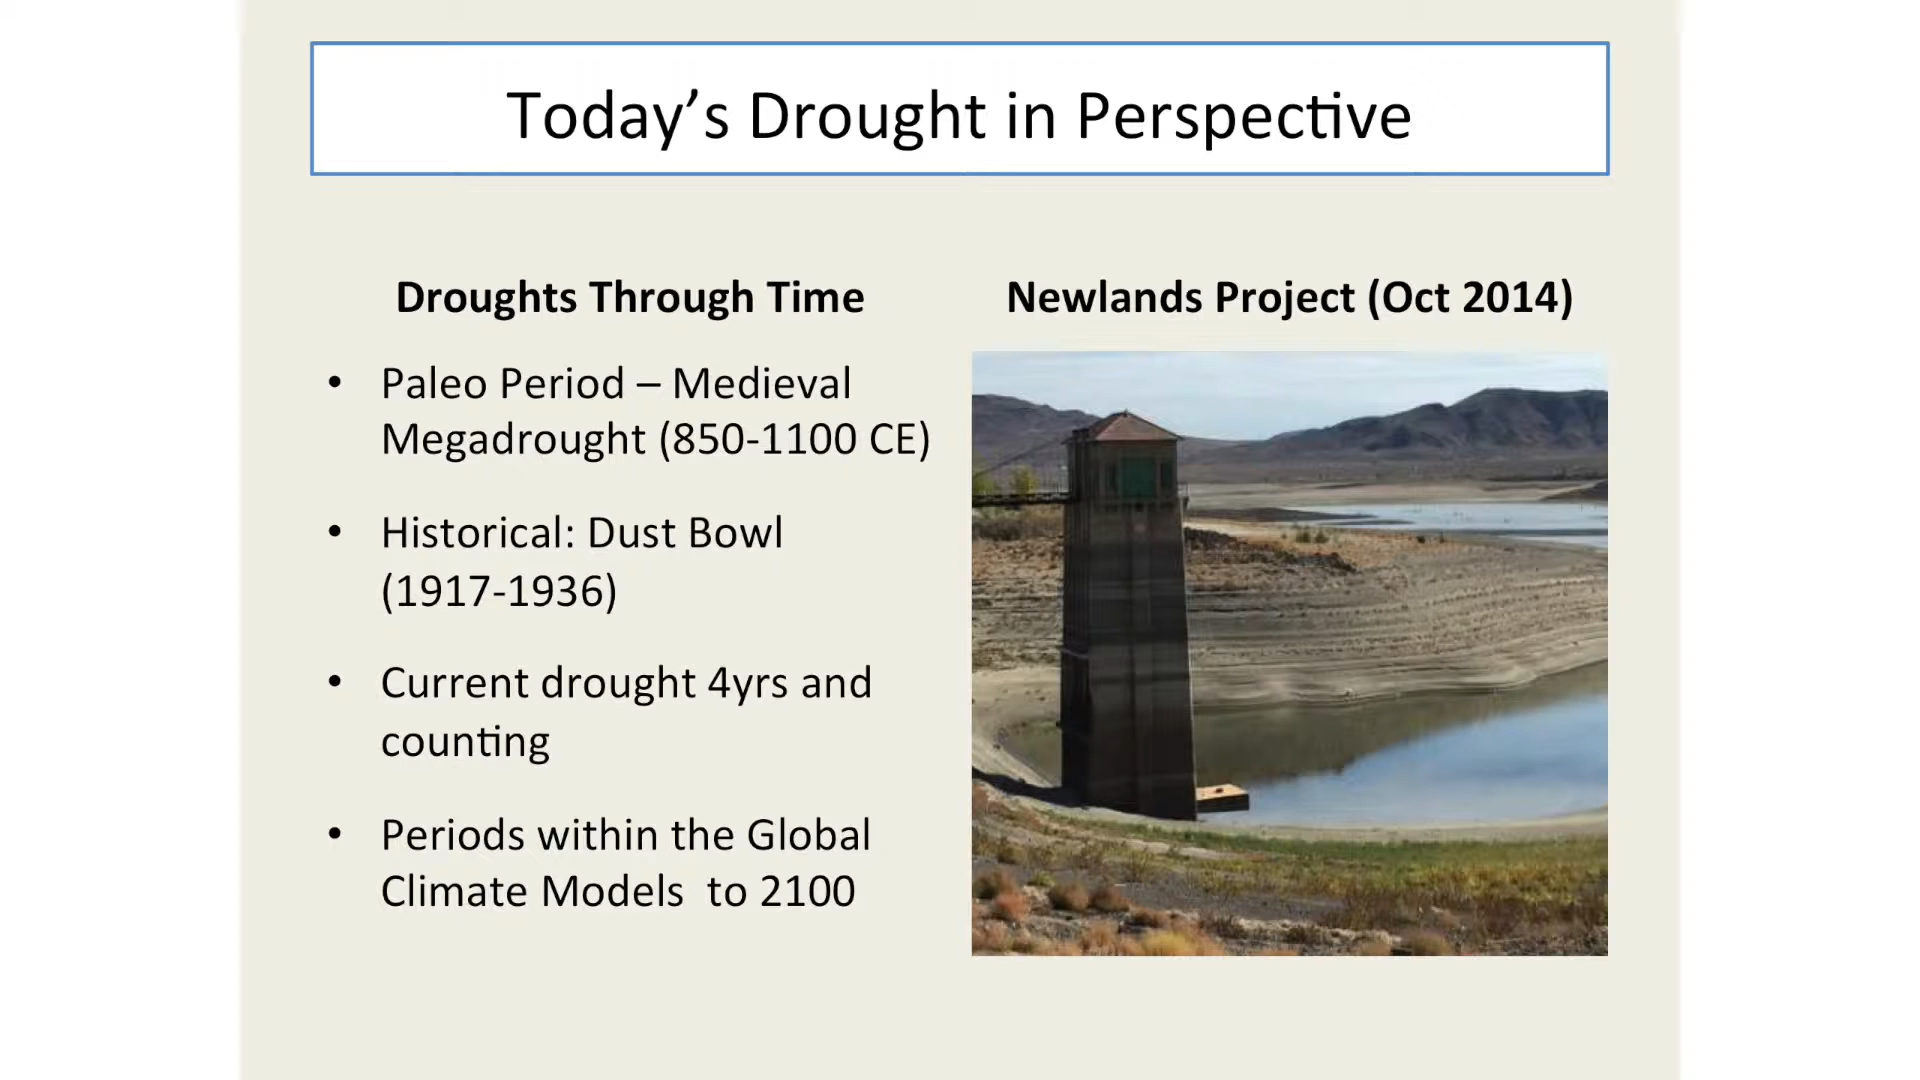 Today’s Drought in Perspective
Droughts Through Time
• Paleo Period – Medieval
Megadrought (850-1100 CE)
• Historical: Dust Bowl
(1917-1936)
• Current drought 4yrs and
counting
• Periods within the Global
Climate Models  to 2100
Newlands Project (Oct 2014)